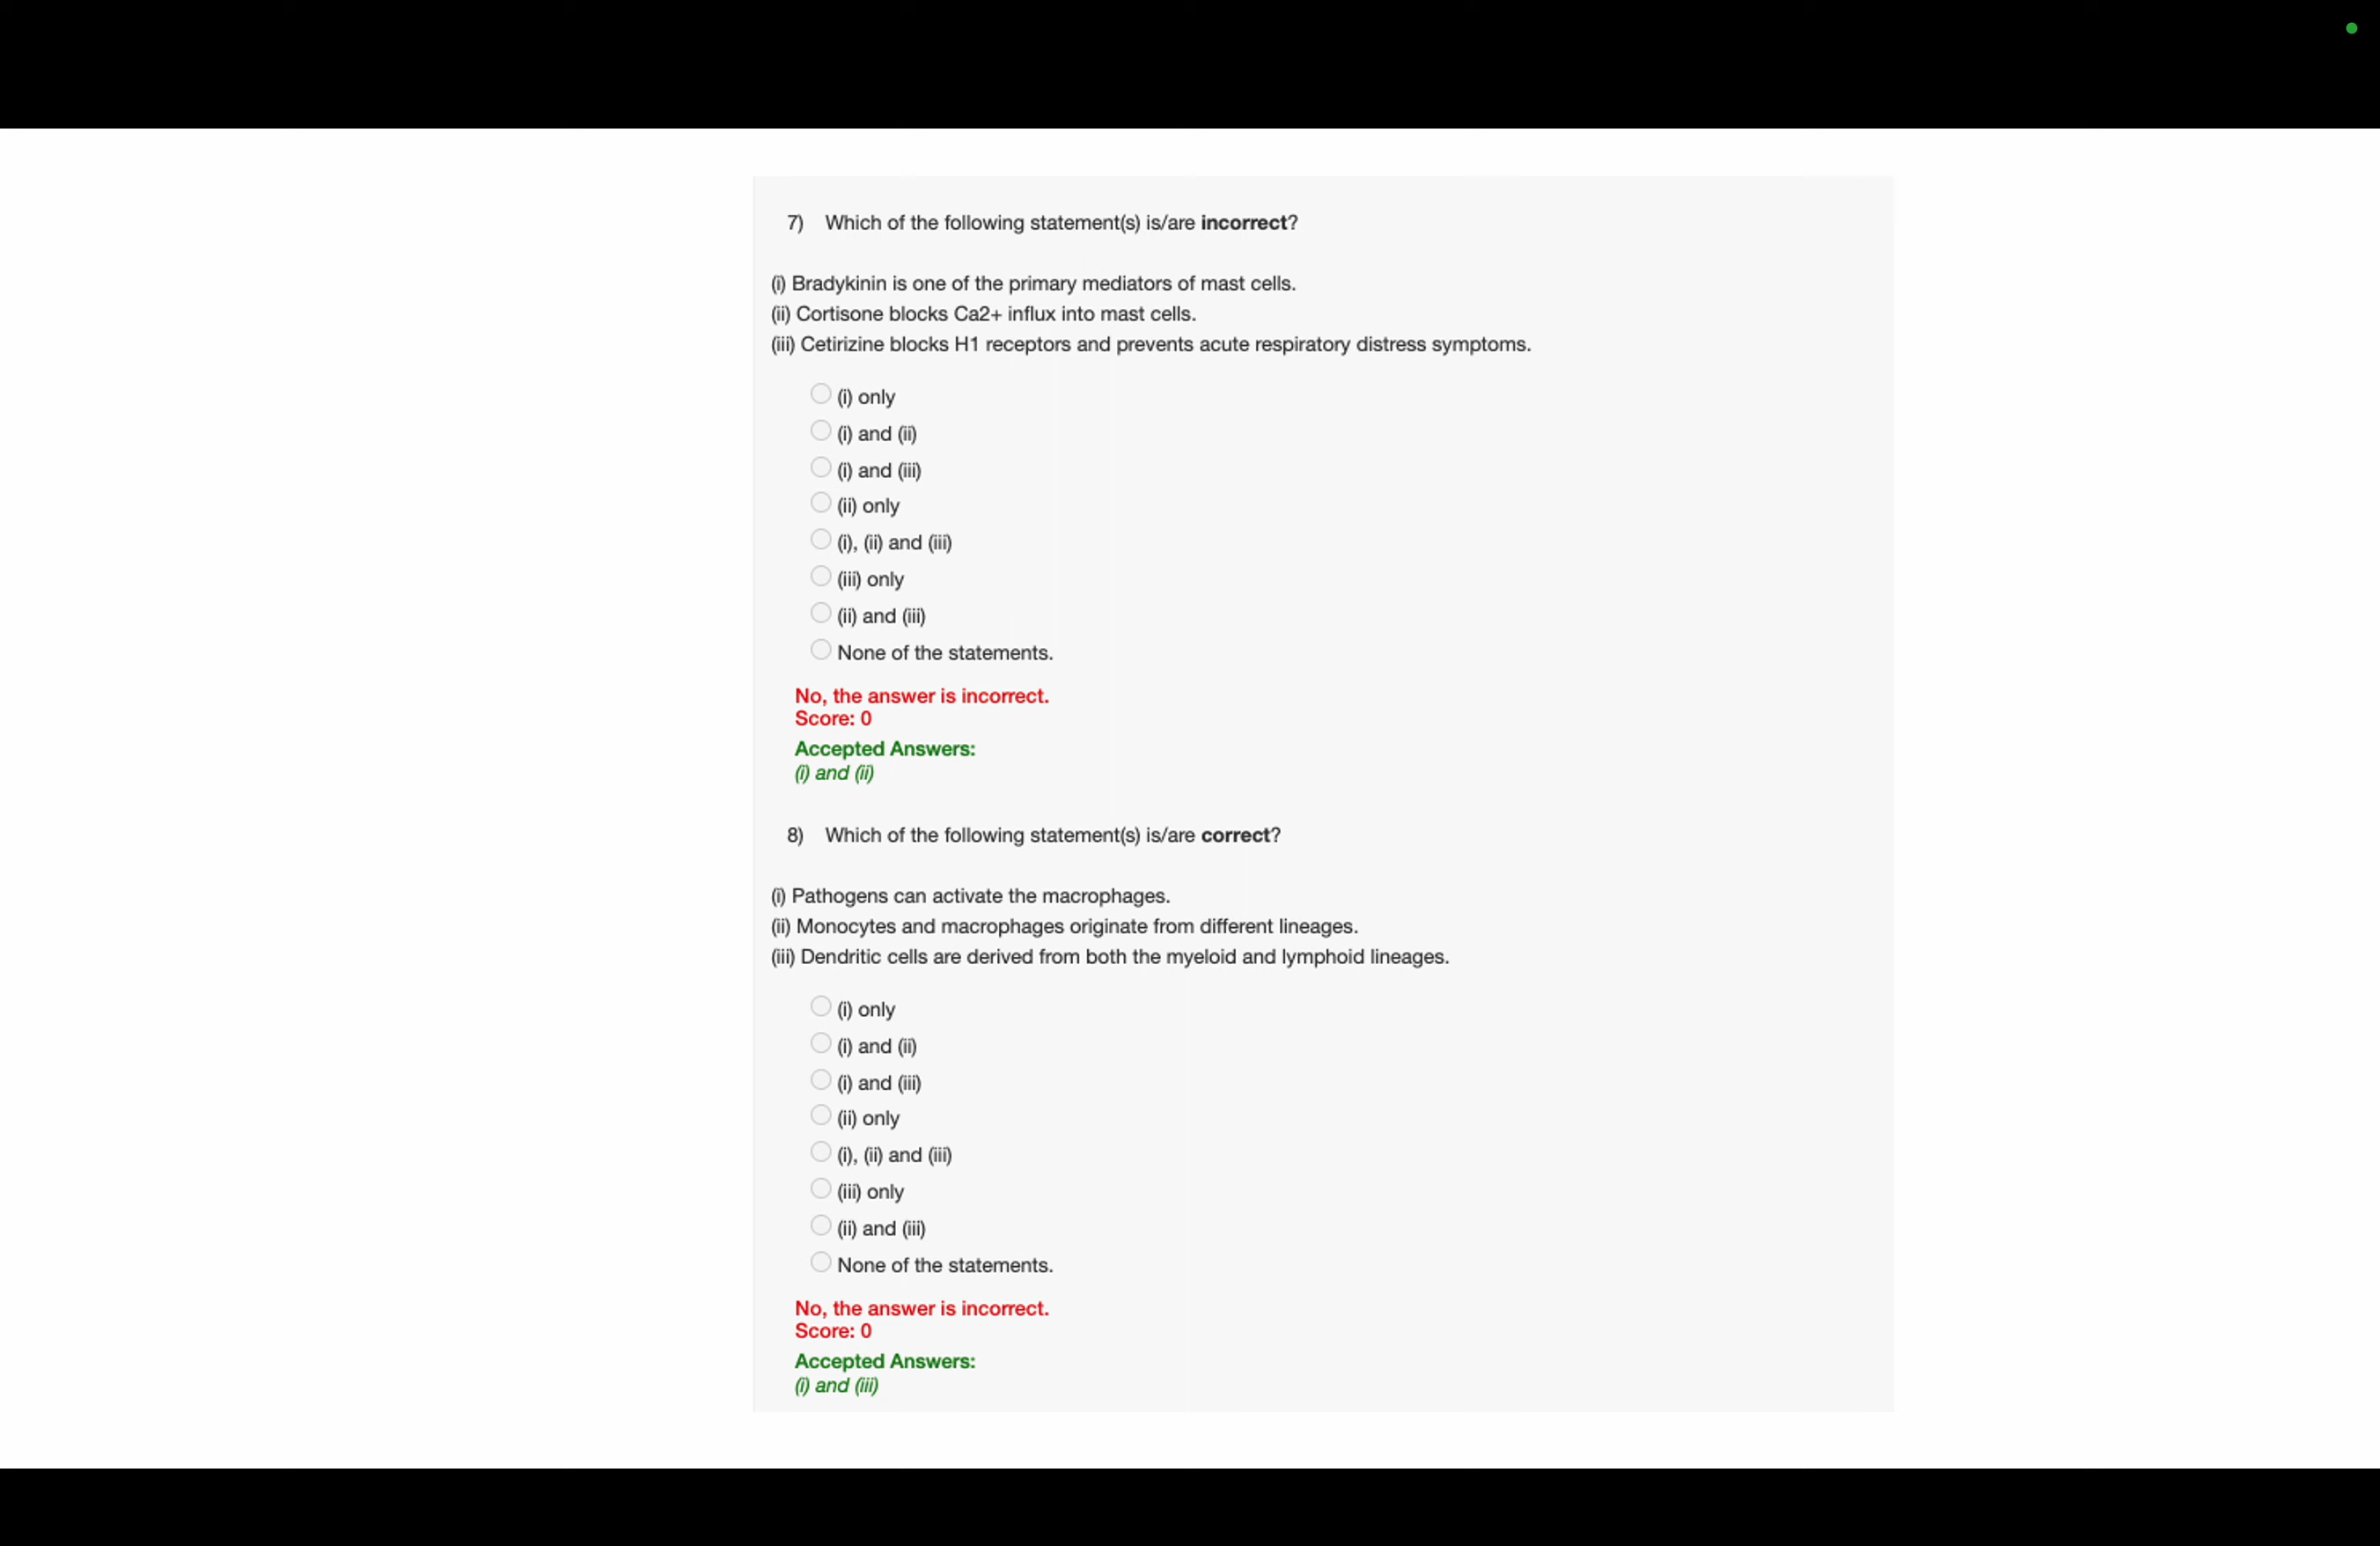 7) Which of the following statement(s) is/are incorrect?
(i) Bradykinin is one of the primary mediators of mast cells.
(ii) Cortisone blocks Ca2+ influx into mast cells.
(iii) Cetirizine blocks H1 receptors and prevents acute respiratory distress symptoms.
(i) only
(i) and (ii)
(i) and (iii)
(ii) only
(i), (ii) and (iii)
(iii) only
(ii) and (iii)
None of the statements.
No, the answer is incorrect.
Score: 0
Accepted Answers:
(i) and (ii)
8) Which of the following statement(s) is/are correct?
(i) Pathogens can activate the macrophages.
(ii) Monocytes and macrophages originate from different lineages.
(iii) Dendritic cells are derived from both the myeloid and lymphoid lineages.
(i) only
(i) and (ii)
(i) and (iii)
(ii) only
(i), (ii) and (iii)
(iii) only
(ii) and (iii)
None of the statements.
No, the answer is incorrect.
Score: 0
Accepted Answers:
(i) and (iii)